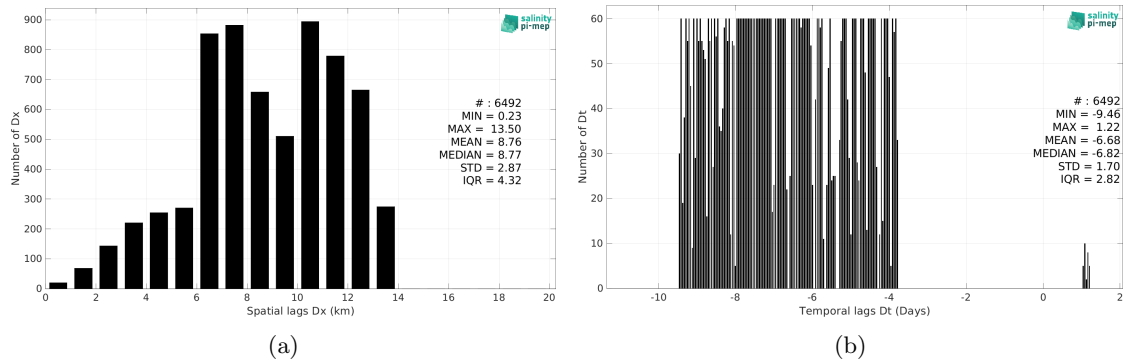 900
800
700
600
500
400
300
200
100
0
Number of Dx
0 2 4 6 8 10 12 14 16 18 20
Spatial lags Dx (km)
salinity
pi-mep
# : 6492
MIN = 0.23
MAX = 13.50
MEAN = 8.76
MEDIAN = 8.77
STD = 2.87
IQR = 4.32
(a)
60
50
40
30
20
10
0
Number of Dt
-10 -8 -6 -4 -2 0 2
Temporal lags Dt (Days)
salinity
pi-mep
# : 6492
MIN = -9.46
MAX = 1.22
MEAN = -6.68
MEDIAN = -6.82
STD = 1.70
IQR = 2.82
(b)